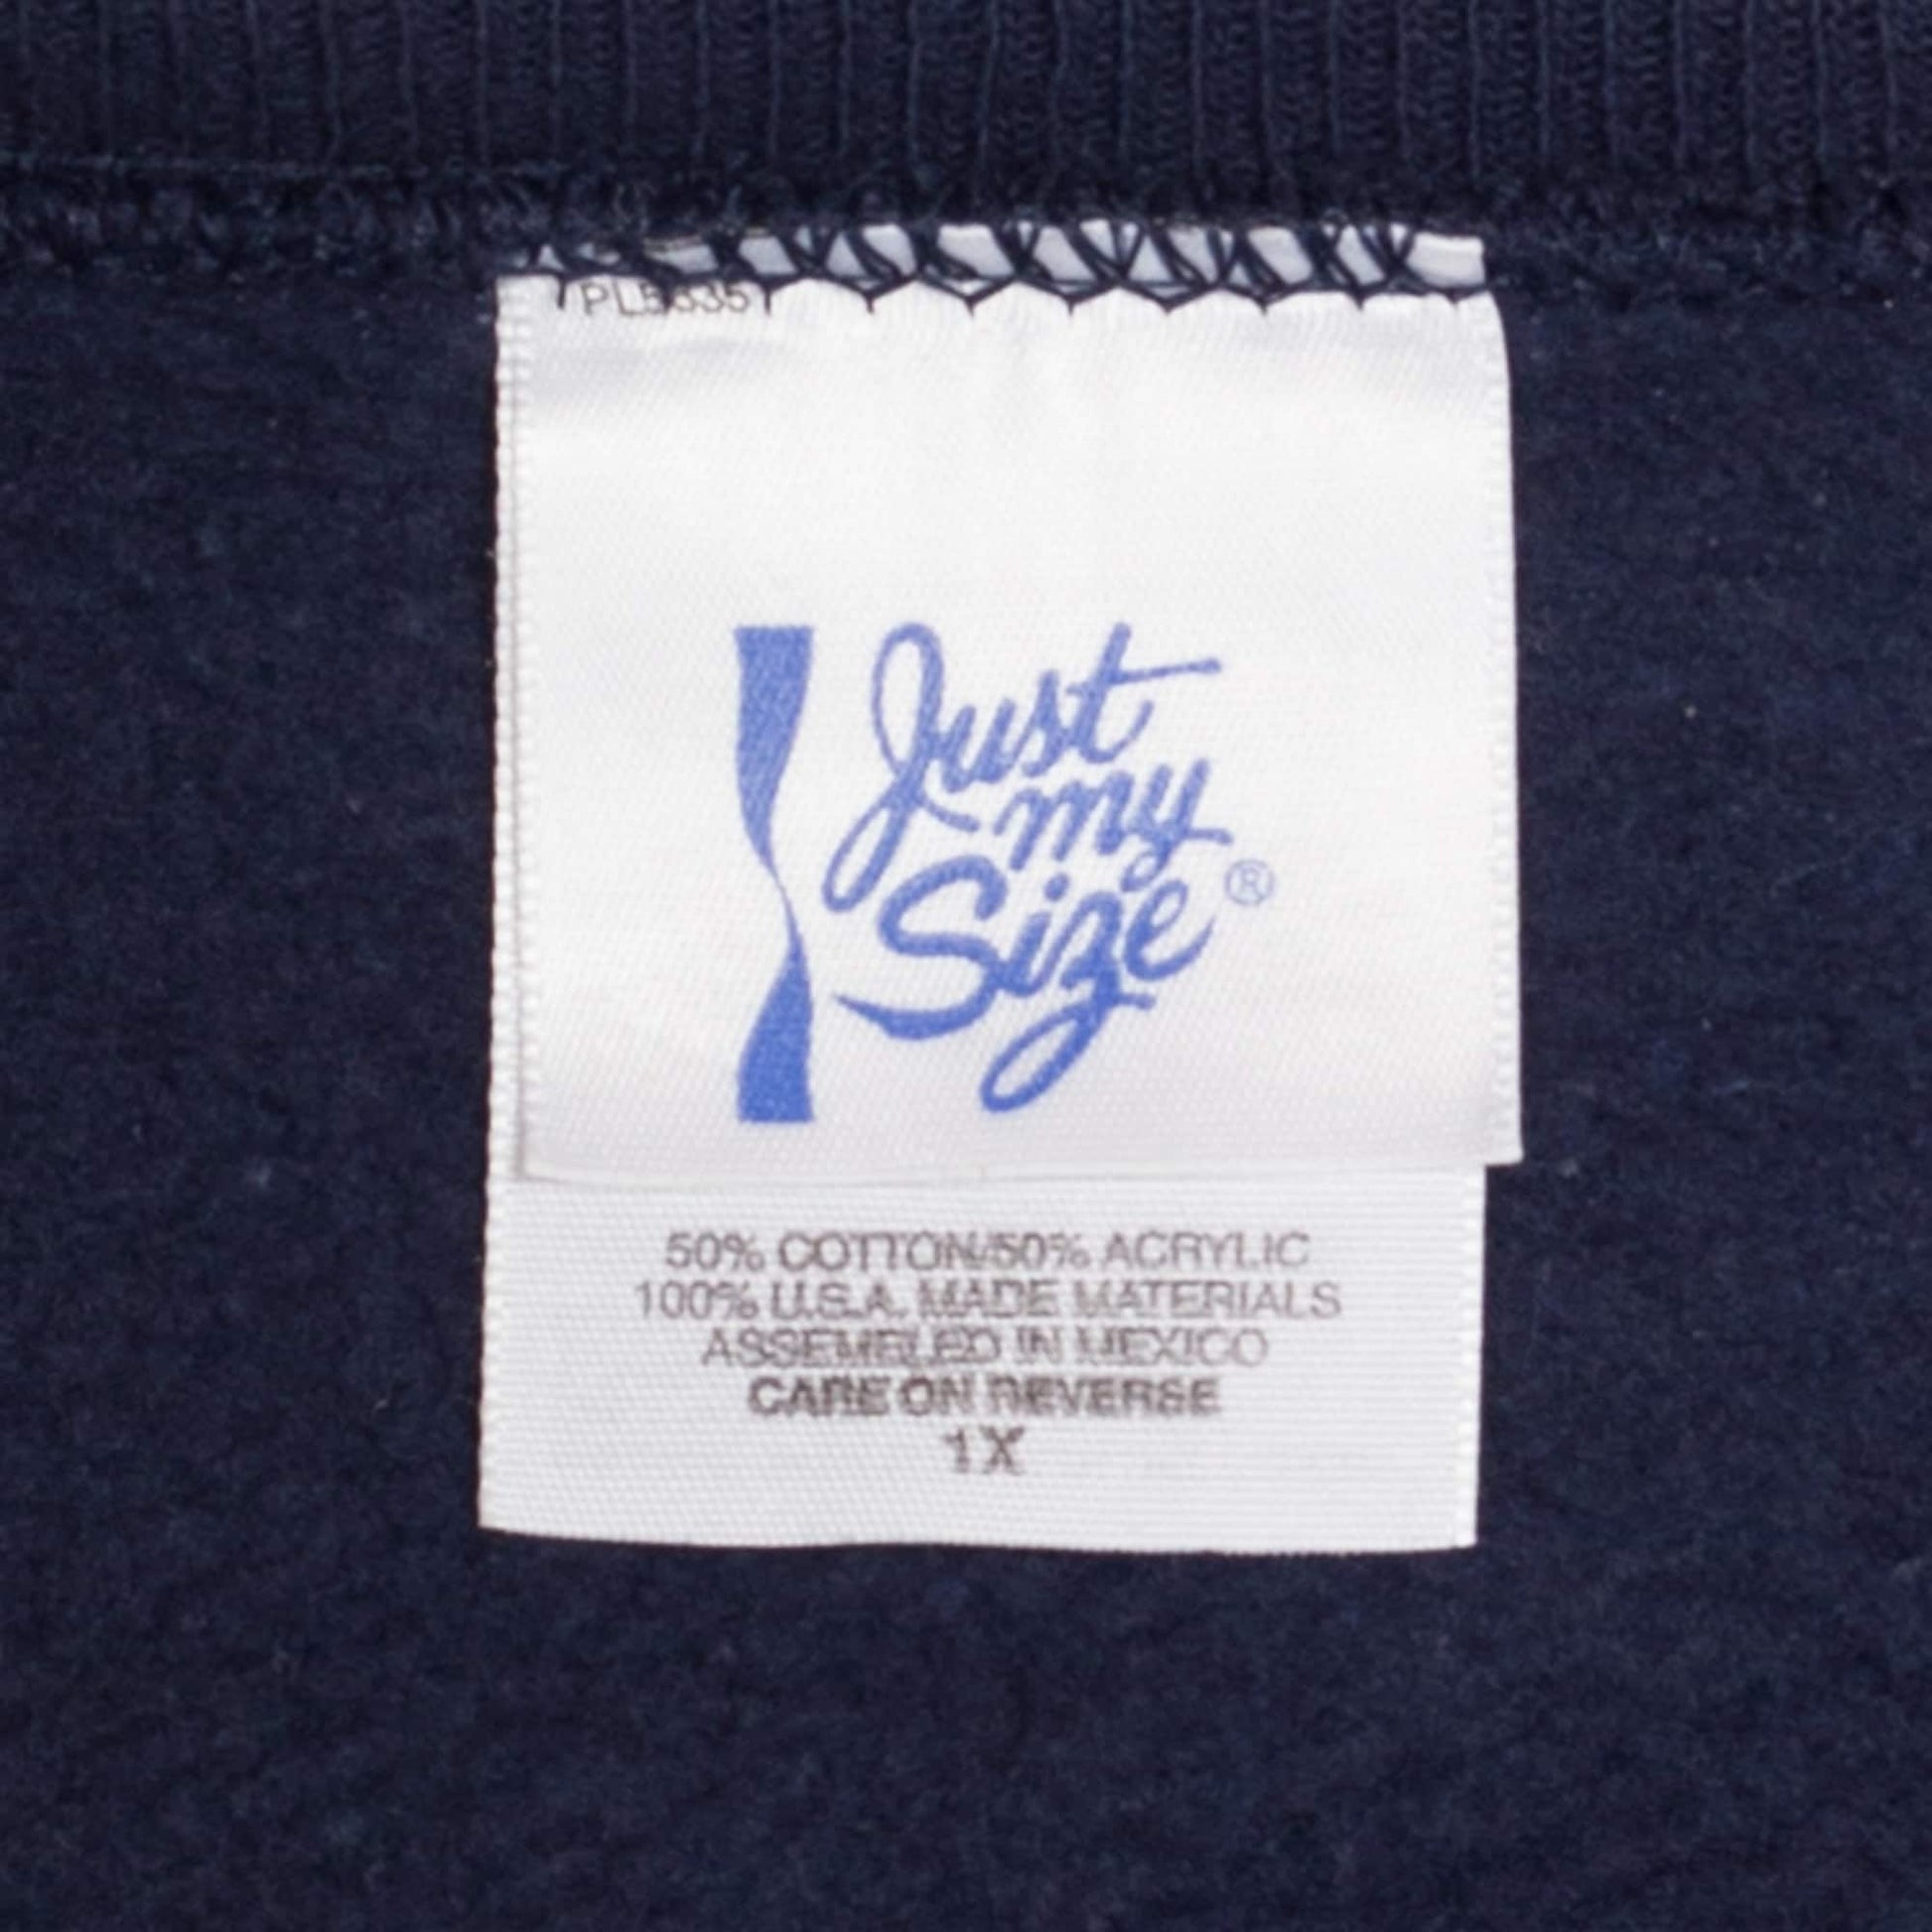 Just
my
Size®
50% COTTON/50% ACRYLIC
100% U.S.A. MADE MATERIALS
ASSEMBLED IN MEXICO
CARE ON REVERSE
1X